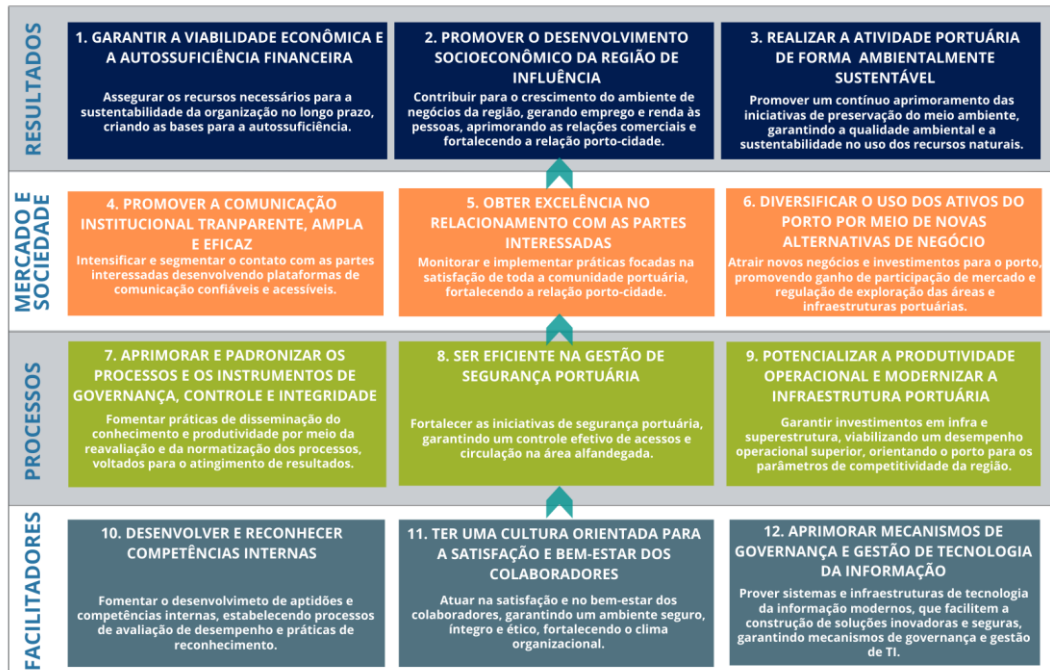 RESULTADOS
1. GARANTIR A VIABILIDADE ECONÔMICA E
A AUTOSSUFICIÊNCIA FINANCEIRA
Assegurar os recursos necessários para a
sustentabilidade da organização no longo prazo,
criando as bases para a autossuficiência.
2. PROMOVER O DESENVOLVIMENTO
SOCIOECONÔMICO DA REGIÃO DE
INFLUÊNCIA
Contribuir para o crescimento do ambiente de
negócios da região, gerando emprego e renda às
pessoas, aprimorando as relações comerciais e
fortalecendo a relação porto-cidade.
3. REALIZAR A ATIVIDADE PORTUÁRIA
DE FORMA AMBIENTALMENTE
SUSTENTÁVEL
Promover um contínuo aprimoramento das
iniciativas de preservação do meio ambiente,
garantindo a qualidade ambiental e a
sustentabilidade no uso dos recursos naturais.
MERCADO E
SOCIEDADE
4. PROMOVER A COMUNICAÇÃO
INSTITUCIONAL TRANPARENTE, AMPLA
E EFICAZ
Intensificar e segmentar o contato com as partes
interessadas desenvolvendo plataformas de
comunicação confiáveis e acessíveis.
5. OBTER EXCELÊNCIA NO
RELACIONAMENTO COM AS PARTES
INTERESSADAS
Monitorar e implementar práticas focadas na
satisfação de toda a comunidade portuária,
fortalecendo a relação porto-cidade.
6. DIVERSIFICAR O USO DOS ATIVOS DO
PORTO POR MEIO DE NOVAS
ALTERNATIVAS DE NEGÓCIO
Atrair novos negócios e investimentos para o porto,
promovendo ganho de participação de mercado e
regulação de exploração das áreas e
infraestruturas portuárias.
PROCESSOS
7. APRIMORAR E PADRONIZAR OS
PROCESSOS E OS INSTRUMENTOS DE
GOVERNANÇA, CONTROLE E INTEGRIDADE
Fomentar práticas de disseminação do
conhecimento e produtividade por meio da
reavaliação e da normatização dos processos,
voltados para o atingimento de resultados.
8. SER EFICIENTE NA GESTÃO DE
SEGURANÇA PORTUÁRIA
Fortalecer as iniciativas de segurança portuária,
garantindo um controle efetivo de acessos e
circulação na área alfandegada.
9. POTENCIALIZAR A PRODUTIVIDADE
OPERACIONAL E MODERNIZAR A
INFRAESTRUTURA PORTUÁRIA
Garantir investimentos em infra e
superestrutura, viabilizando um desempenho
operacional superior, orientando o porto para os
parâmetros de competitividade da região.
FACILITADORES
10. DESENVOLVER E RECONHECER
COMPETÊNCIAS INTERNAS
Fomentar o desenvolvimeto de aptidões e
competências internas, estabelecendo processos
de avaliação de desempenho e práticas de
reconhecimento.
11. TER UMA CULTURA ORIENTADA PARA
A SATISFAÇÃO E BEM-ESTAR DOS
COLABORADORES
Atuar na satisfação e no bem-estar dos
colaboradores, garantindo um ambiente seguro,
íntegro e ético, fortalecendo o clima
organizacional.
12. APRIMORAR MECANISMOS DE
GOVERNANÇA E GESTÃO DE TECNOLOGIA
DA INFORMAÇÃO
Prover sistemas e infraestruturas de tecnologia
da informação modernos, que facilitem a
construção de soluções inovadoras e seguras,
garantindo mecanismos de governança e gestão
de TI.